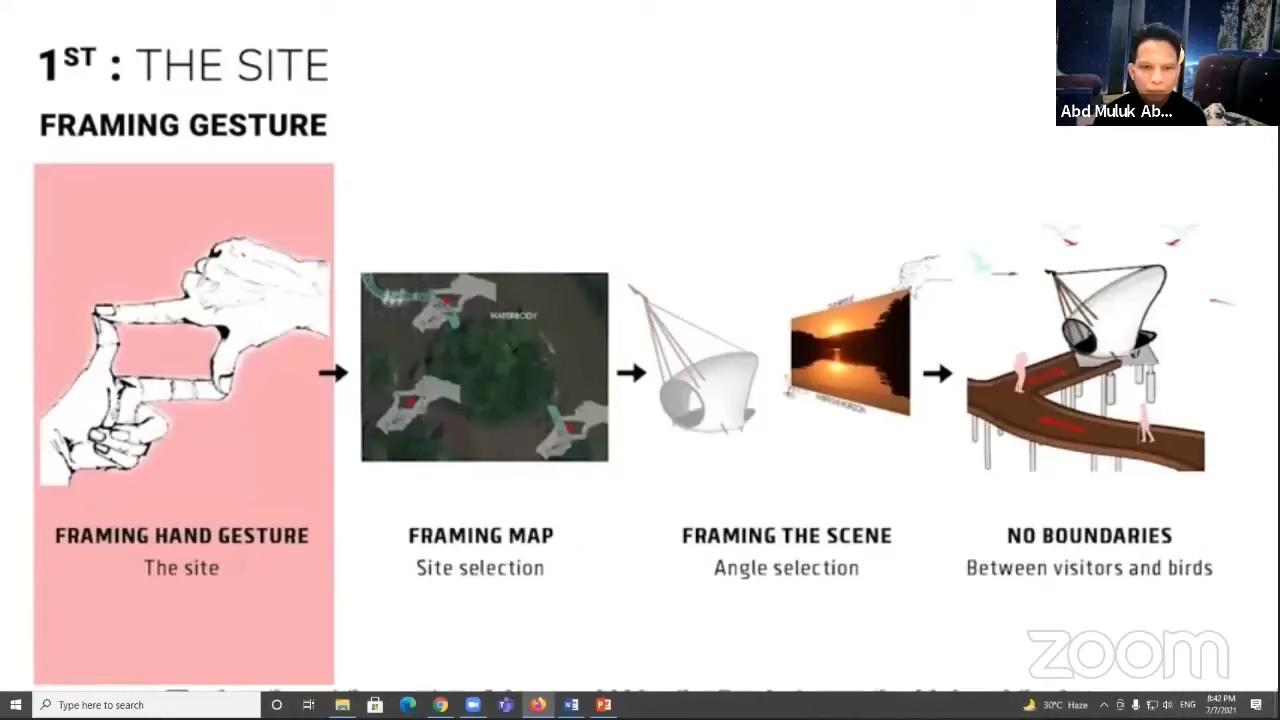 1ST : THE SITE
FRAMING GESTURE
Abd Muluk Ab...
WATERBODY
FRAMING HAND GESTURE
The site
FRAMING MAP
Site selection
FRAMING THE SCENE
Angle selection
NO BOUNDARIES
Between visitors and birds
zoom
Type here to search
30°C Haze
ENG
8:42 PM
7/7/2021